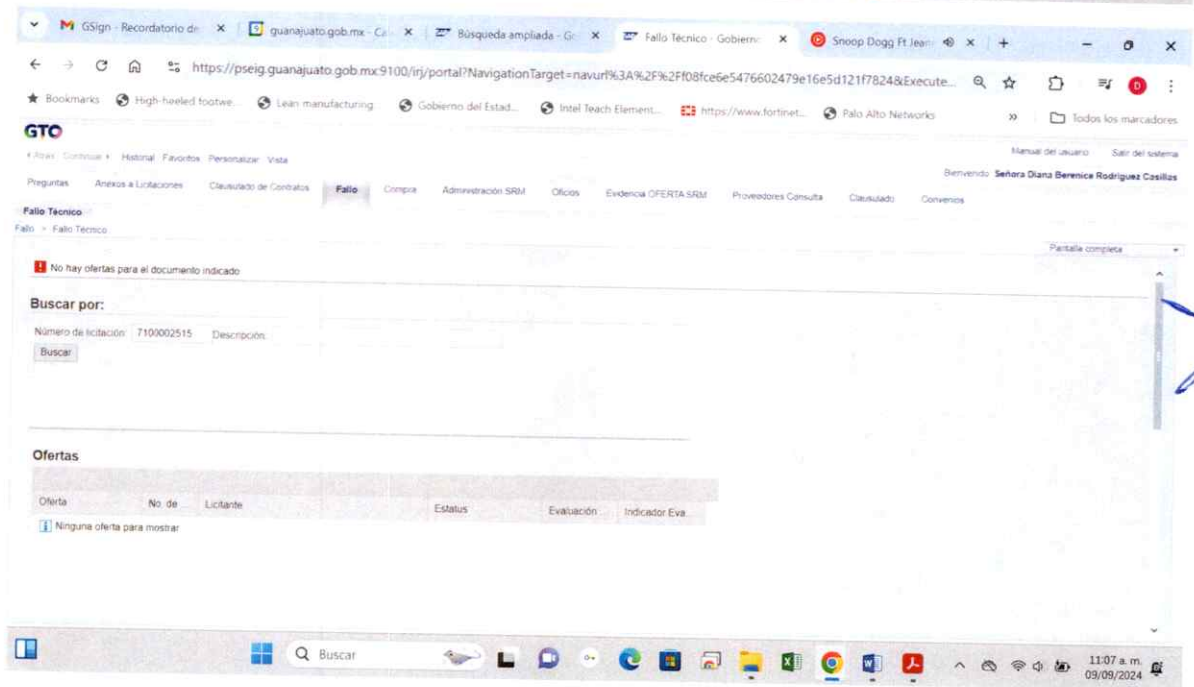 GSign - Recordatorio de
guanajuato.gob.mx - Ca
Búsqueda ampliada - G
Fallo Técnico - Gobierno
Snoop Dogg Ft Jean
https://pseig.guanajuato.gob.mx:9100/irj/portal?NavigationTarget=navurl%3A%2F%2Ff08fce6e5476602479e16e5d121f7824&Execute...
Bookmarks High-heeled footwe... Lean manufacturing Gobierno del Estad... Intel Teach Element... https://www.fortinet... Palo Alto Networks » Todos los marcadores
GTO
Atrás Continuar Historial Favoritos Personalizar Vista Manual del usuario Salir del sistema
Bienvenido Señora Diana Berenice Rodriguez Casillas
Preguntas Anexos a Licitaciones Clausulado de Contratos Fallo Compra Administración SRM Oficios Evidencia OFERTA SRM Proveedores Consulta Clausulado Convenios
Fallo Técnico
Fallo > Fallo Técnico
Pantalla completa
No hay ofertas para el documento indicado
Buscar por:
Número de licitación: 7100002515 Descripción:
Buscar
Ofertas
Oferta No. de Licitante Estatus Evaluación Indicador Eva...
Ninguna oferta para mostrar
Buscar
11:07 a. m.
09/09/2024